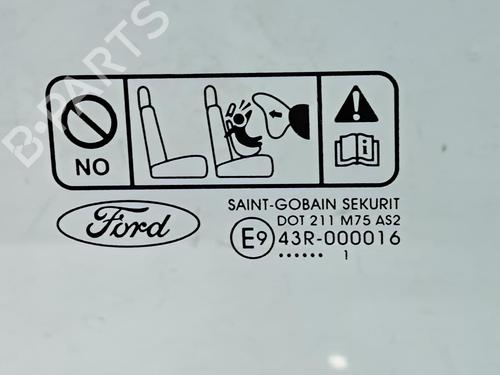 B-PARTS
NO
Ford
SAINT-GOBAIN SEKURIT
DOT 211 M75 AS2
E9 43R-000016
...... 1